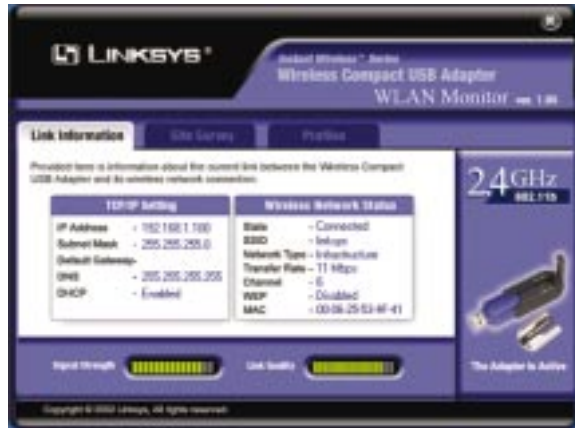 LINKSYS®
Instant Wireless™ Series
Wireless Compact USB Adapter
WLAN Monitor ver. 1.00
Link Information
Site Survey
Profiles
Provided here is information about the current link between the Wireless Compact
USB Adapter and its wireless network connection.
TCP/IP Setting
IP Address - 192.168.1.100
Subnet Mask - 255.255.255.0
Default Gateway-
DNS - 255.255.255.255
DHCP - Enabled
Wireless Network Status
State - Connected
SSID - linksys
Network Type - Infrastructure
Transfer Rate - 11 Mbps
Channel - 6
WEP - Disabled
MAC
2,4GHz
802.11b
Signal Strength
Link Quality
The Adapter is Active
Copyright © 2002 Linksys, All rights reserved.